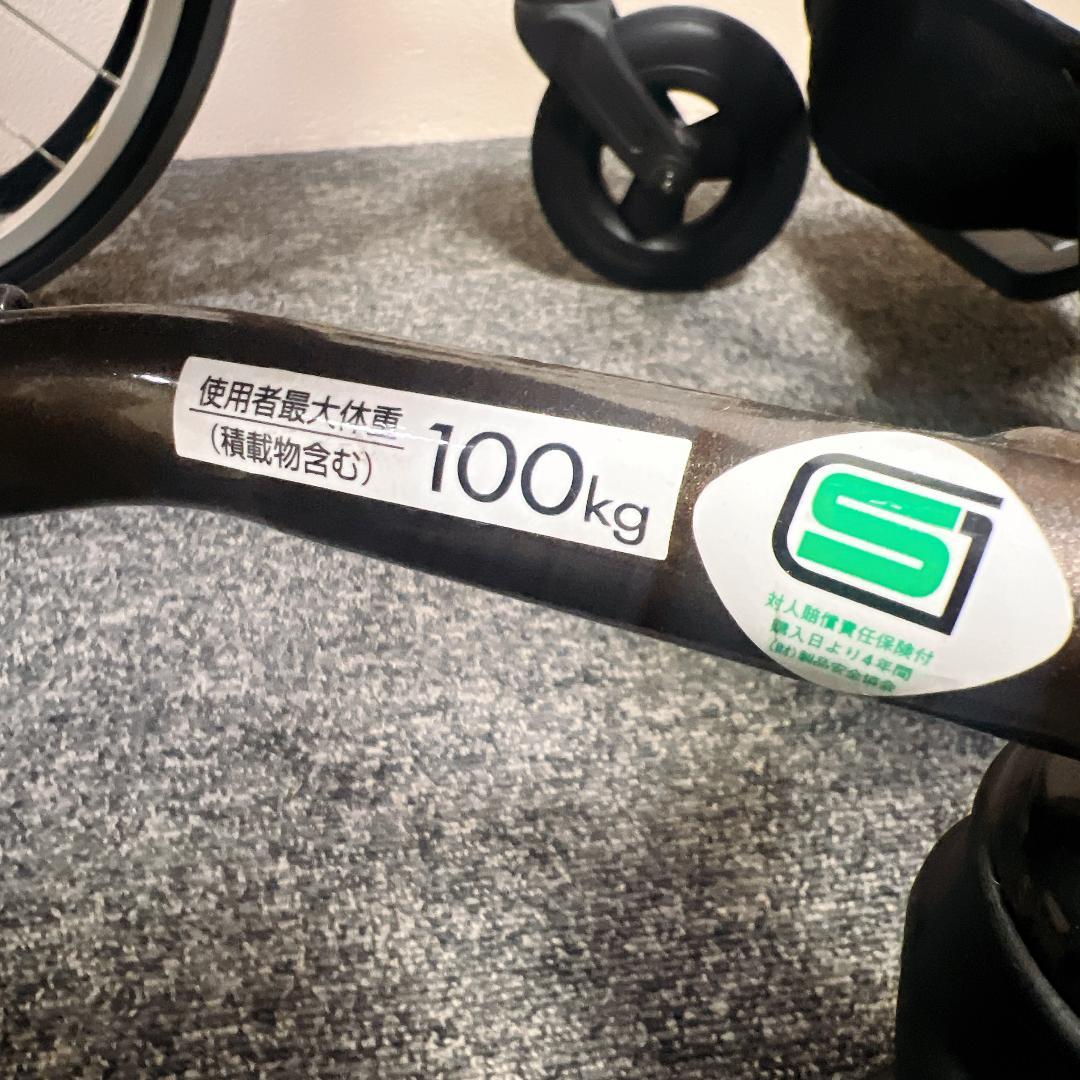 使用者最大体重
(積載物含む)
100kg
SG
対人賠償責任保険付
購入日より4年間
(財)製品安全協会